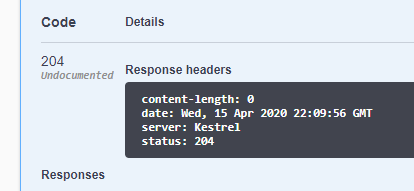 Code Details
204
Undocumented
Response headers
content-length: 0
date: Wed, 15 Apr 2020 22:09:56 GMT
server: Kestrel
status: 204
Responses